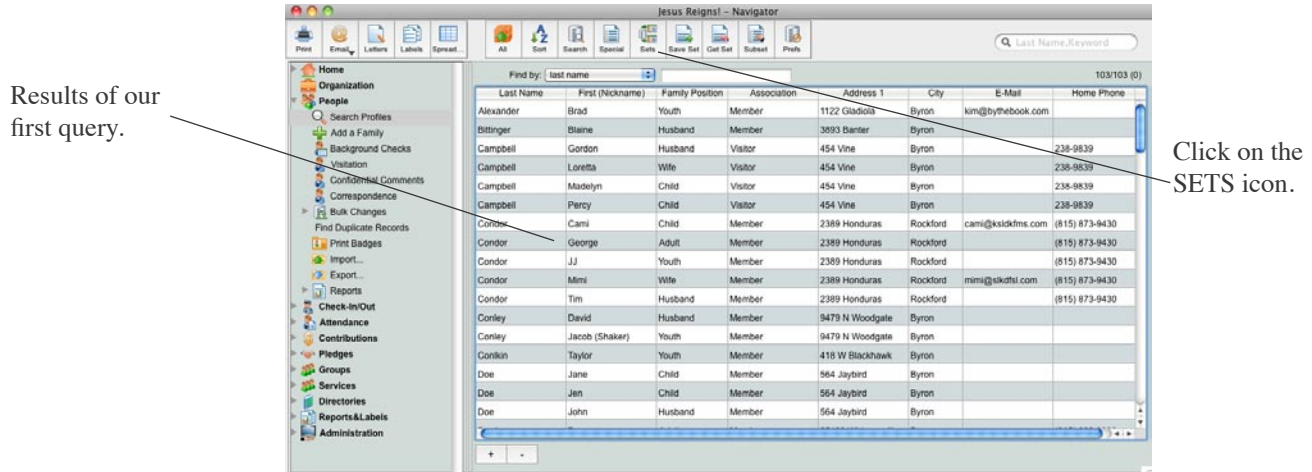 Jesus Reigns! – Navigator
Print Email Letters Labels Spread... All Sort Search Special Sets Save Set Get Set Subset Prefs
Last Name,Keyword
Results of our
first query.
Click on the
SETS icon.
Home
Organization
People
Search Profiles
Add a Family
Background Checks
Visitation
Confidential Comments
Correspondence
Bulk Changes
Find Duplicate Records
Print Badges
Import...
Export...
Reports
Check-In/Out
Attendance
Contributions
Pledges
Groups
Services
Directories
Reports&Labels
Administration
Find by: last name 103/103 (0)
Last Name First (Nickname) Family Position Association Address 1 City E-Mail Home Phone
Alexander Brad Youth Member 1122 Gladiola Byron kim@bythebook.com
Bittinger Blaine Husband Member 3893 Banter Byron
Campbell Gordon Husband Visitor 454 Vine Byron 238-9839
Campbell Loretta Wife Visitor 454 Vine Byron 238-9839
Campbell Madelyn Child Visitor 454 Vine Byron 238-9839
Campbell Percy Child Visitor 454 Vine Byron 238-9839
Condor Cami Child Member 2389 Honduras Rockford cami@ksidkfms.com (815) 873-9430
Condor George Adult Member 2389 Honduras Rockford (815) 873-9430
Condor JJ Youth Member 2389 Honduras Rockford (815) 873-9430
Condor Mimi Wife Member 2389 Honduras Rockford mimi@slkdfsl.com (815) 873-9430
Condor Tim Husband Member 2389 Honduras Rockford (815) 873-9430
Conley David Husband Member 9479 N Woodgate Byron
Conley Jacob (Shaker) Youth Member 9479 N Woodgate Byron
Conlkin Taylor Youth Member 418 W Blackhawk Byron
Doe Jane Child Member 564 Jaybird Byron
Doe Jen Child Member 564 Jaybird Byron
Doe John Husband Member 564 Jaybird Byron
+ -